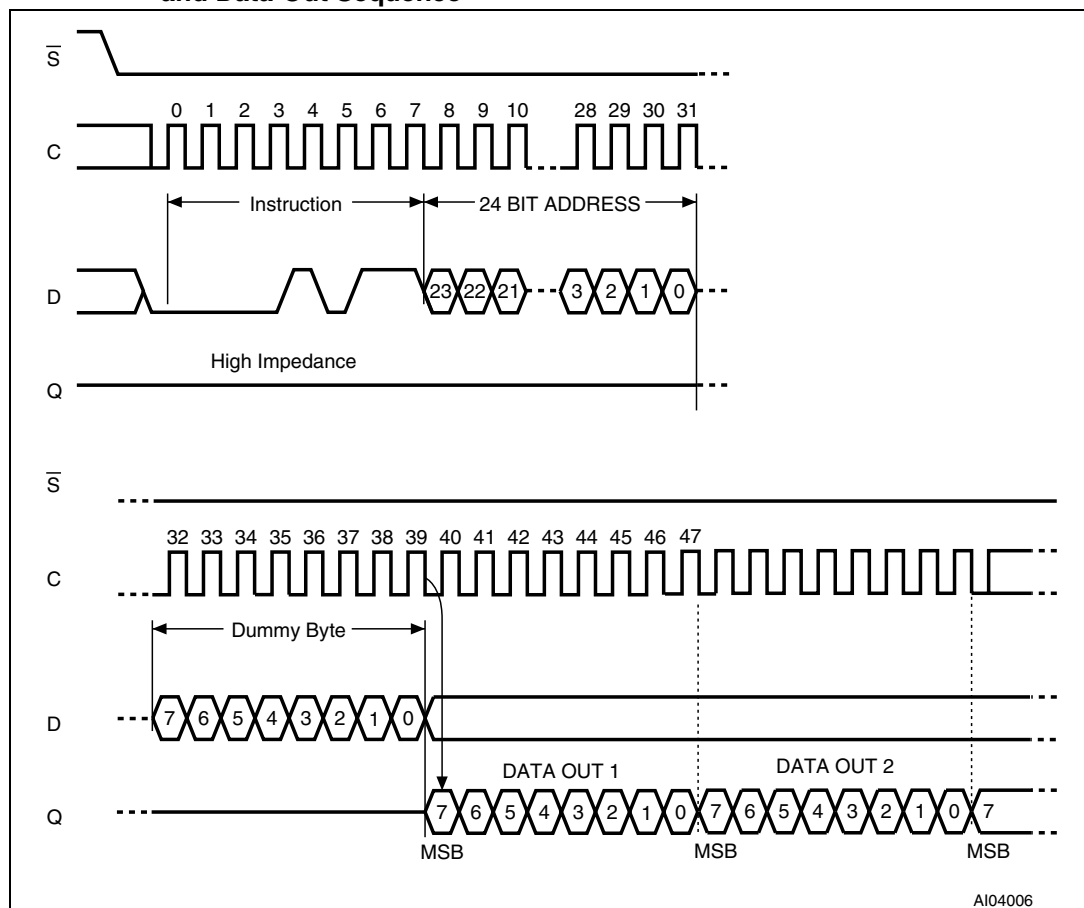 and Data-Out Sequence
S
0 1 2 3 4 5 6 7 8 9 10 28 29 30 31
C
Instruction 24 BIT ADDRESS
D 23 22 21 3 2 1 0
High Impedance
Q
S
32 33 34 35 36 37 38 39 40 41 42 43 44 45 46 47
C
Dummy Byte
D 7 6 5 4 3 2 1 0
DATA OUT 1 DATA OUT 2
Q 7 6 5 4 3 2 1 0 7 6 5 4 3 2 1 0 7
MSB MSB MSB
AI04006